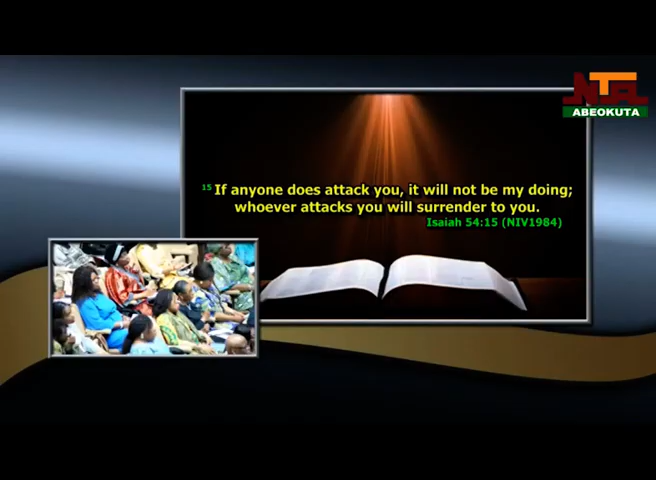 NTA
ABEOKUTA
15 If anyone does attack you, it will not be my doing;
whoever attacks you will surrender to you.
Isaiah 54:15 (NIV1984)